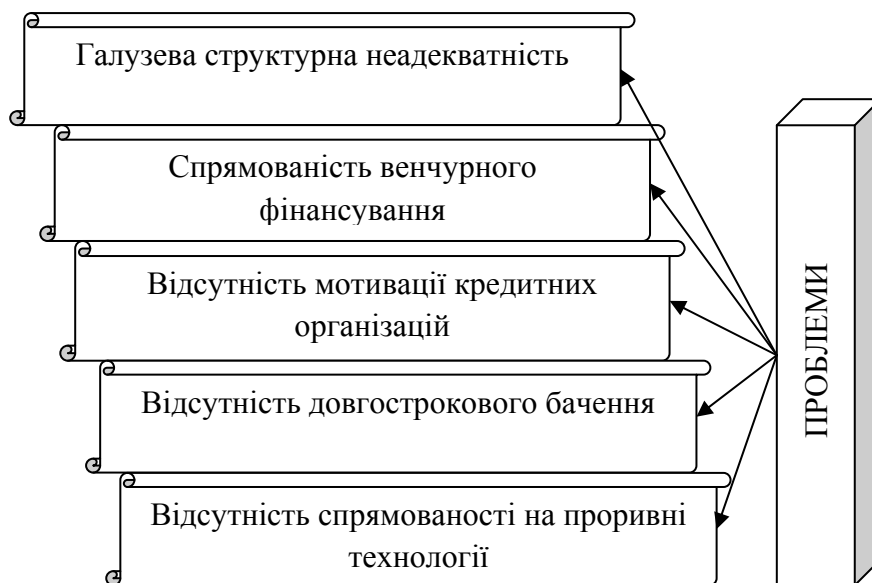 Галузева структурна неадекватність
Спрямованість венчурного
фінансування
Відсутність мотивації кредитних
організацій
Відсутність довгострокового бачення
Відсутність спрямованості на проривні
технології
ПРОБЛЕМИ